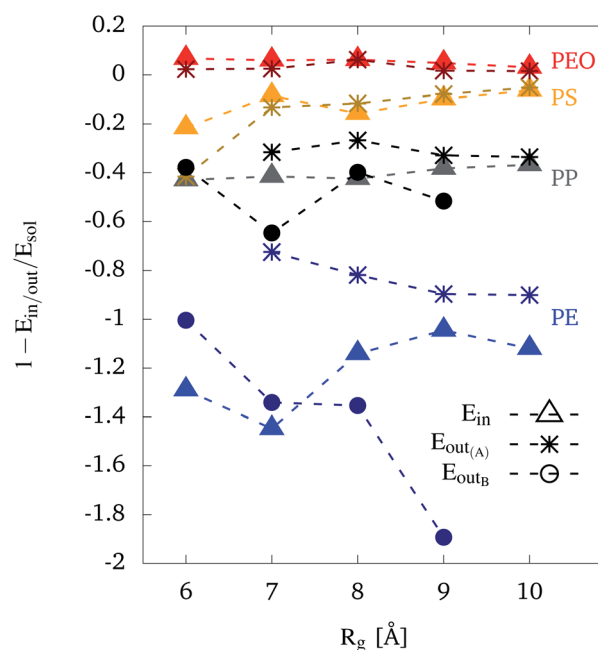 0.2
0
-0.2
-0.4
-0.6
-0.8
-1
-1.2
-1.4
-1.6
-1.8
-2
1−E_in/out/E_sol
PEO
PS
PP
PE
E_in
E_out(A)
E_outB
6 7 8 9 10
R_g [Å]